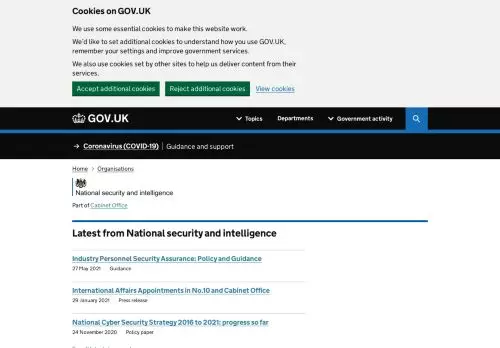 Cookies on GOV.UK
We use some essential cookies to make this website work.
We'd like to set additional cookies to understand how you use GOV.UK,
remember your settings and improve government services.
We also use cookies set by other sites to help us deliver content from their
services.
Accept additional cookies Reject additional cookies View cookies
GOV.UK Topics Departments Government activity
→ Coronavirus (COVID-19) Guidance and support
Home > Organisations
National security and intelligence
Part of Cabinet Office
Latest from National security and intelligence
Industry Personnel Security Assurance: Policy and Guidance
27 May 2021 Guidance
International Affairs Appointments in No.10 and Cabinet Office
29 January 2021 Press release
National Cyber Security Strategy 2016 to 2021: progress so far
24 November 2020 Policy paper